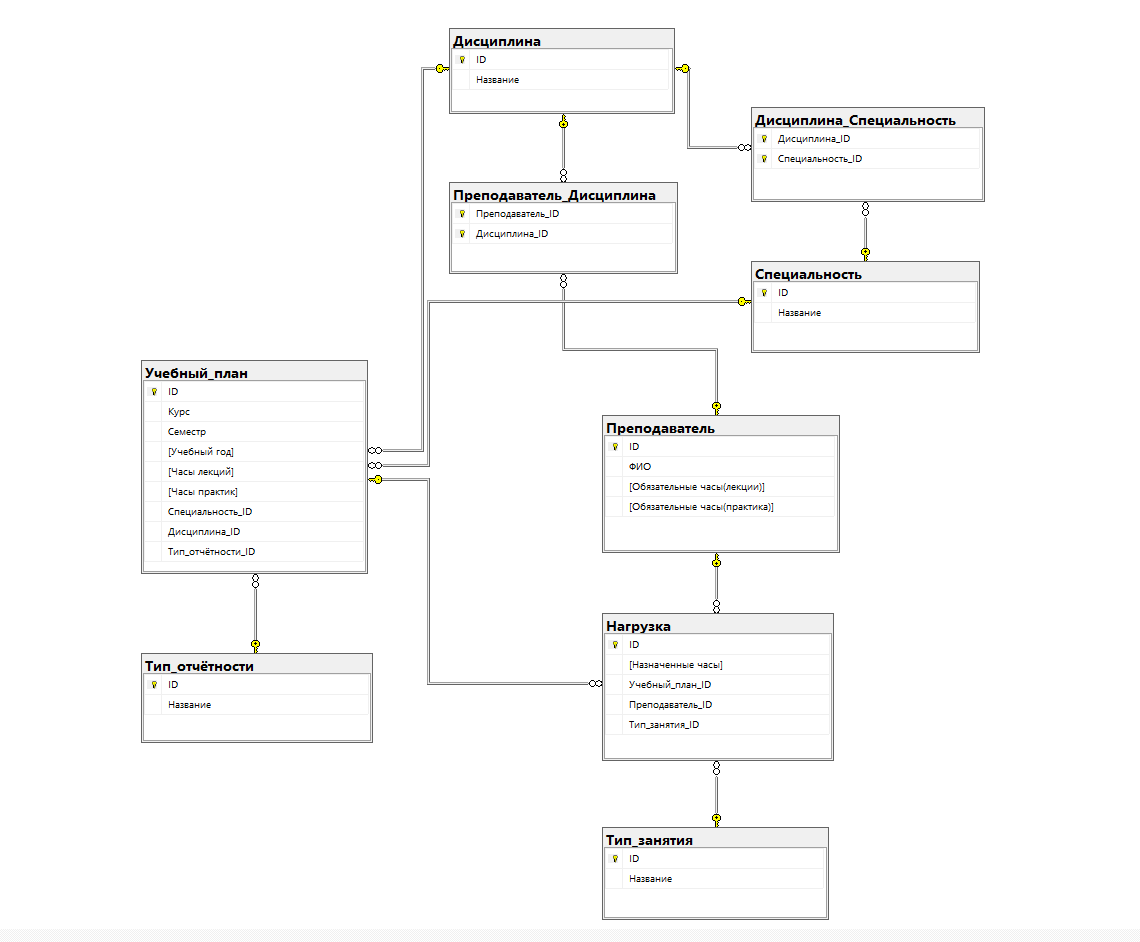 Дисциплина
ID
Название
Дисциплина_Специальность
Дисциплина_ID
Специальность_ID
Преподаватель_Дисциплина
Преподаватель_ID
Дисциплина_ID
Специальность
ID
Название
Учебный_план
ID
Курс
Семестр
[Учебный год]
[Часы лекций]
[Часы практик]
Специальность_ID
Дисциплина_ID
Тип_отчётности_ID
Преподаватель
ID
ФИО
[Обязательные часы(лекции)]
[Обязательные часы(практика)]
Нагрузка
ID
[Назначенные часы]
Учебный_план_ID
Преподаватель_ID
Тип_занятия_ID
Тип_отчётности
ID
Название
Тип_занятия
ID
Название